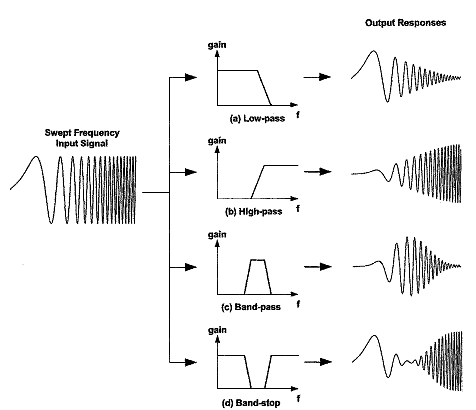 Output Responses
gain
f
(a) Low-pass
Swept Frequency
Input Signal
gain
f
(b) High-pass
gain
f
(c) Band-pass
gain
f
(d) Band-stop